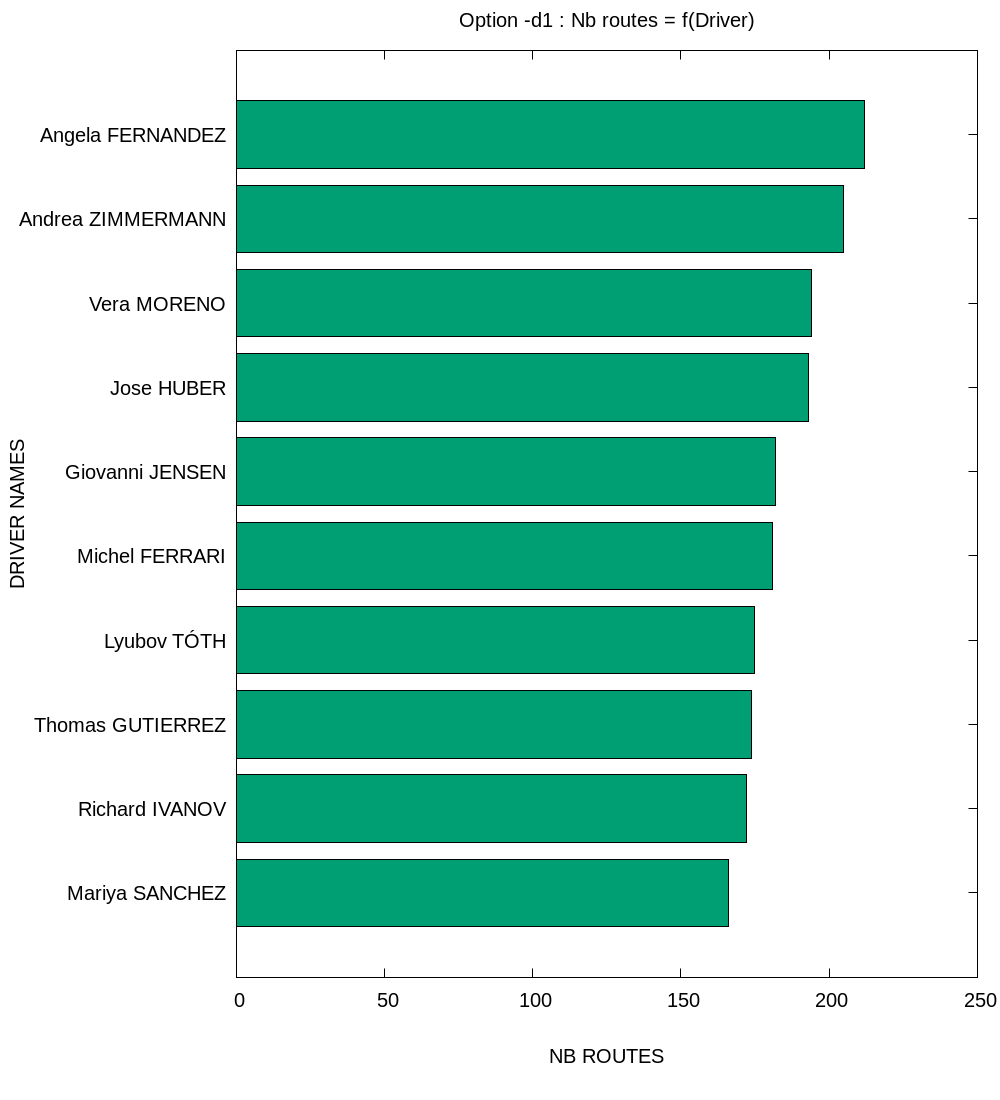 Option -d1 : Nb routes = f(Driver)
Angela FERNANDEZ
Andrea ZIMMERMANN
Vera MORENO
Jose HUBER
Giovanni JENSEN
Michel FERRARI
Lyubov TÓTH
Thomas GUTIERREZ
Richard IVANOV
Mariya SANCHEZ
DRIVER NAMES
0 50 100 150 200 250
NB ROUTES